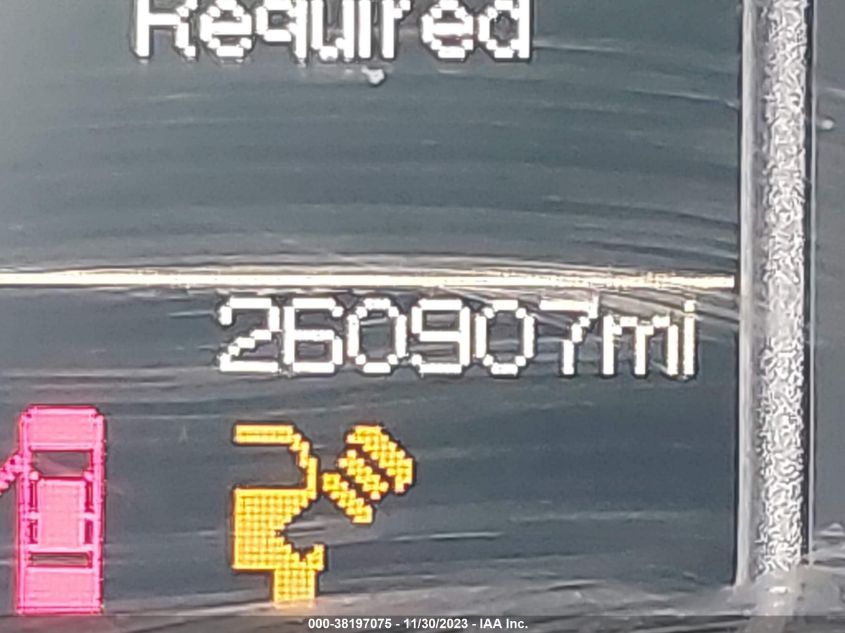 Required
260907mi
000-38197075 - 11/30/2023 - IAA Inc.